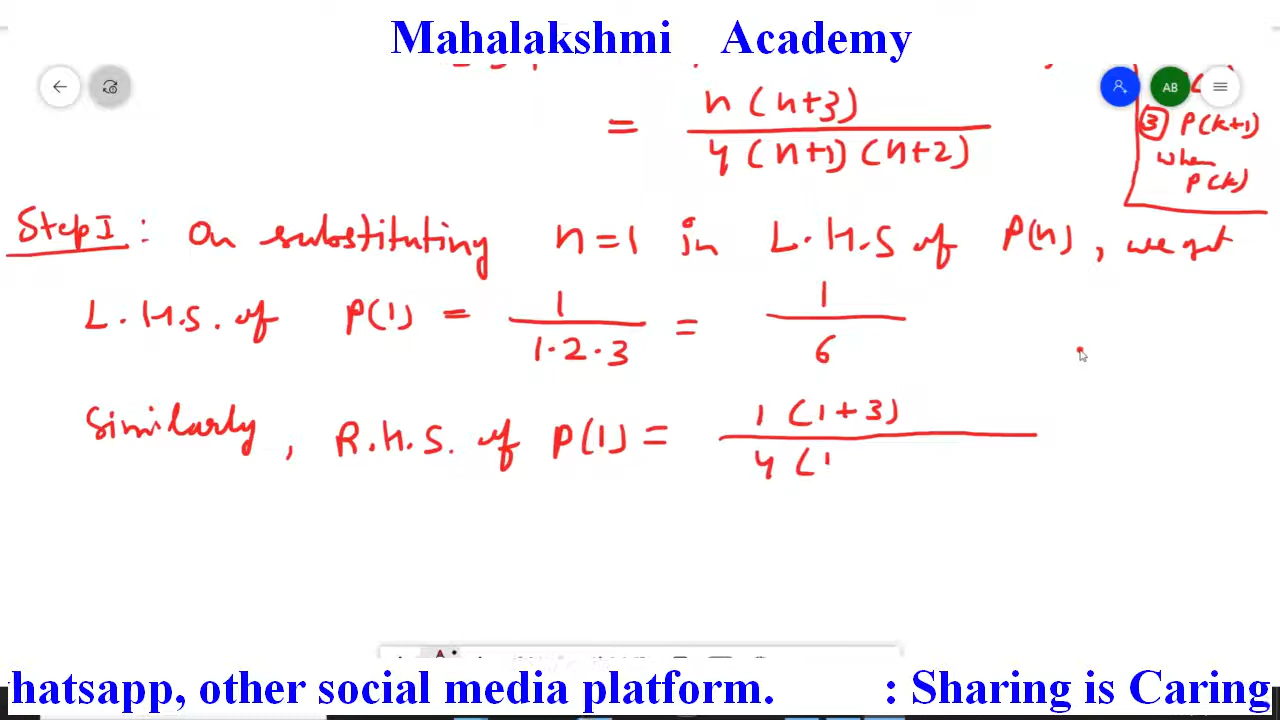 Mahalakshmi Academy
AB
= n(n+3) / 4(n+1)(n+2)
③ P(k+1)
when
P(k)
Step I : On substituting n=1 in L.H.S of P(n), we get
L.H.S. of P(1) = 1 / 1·2·3 = 1 / 6
Similarly, R.H.S. of P(1) = 1(1+3) / 4(1
hatsapp, other social media platform. : Sharing is Caring